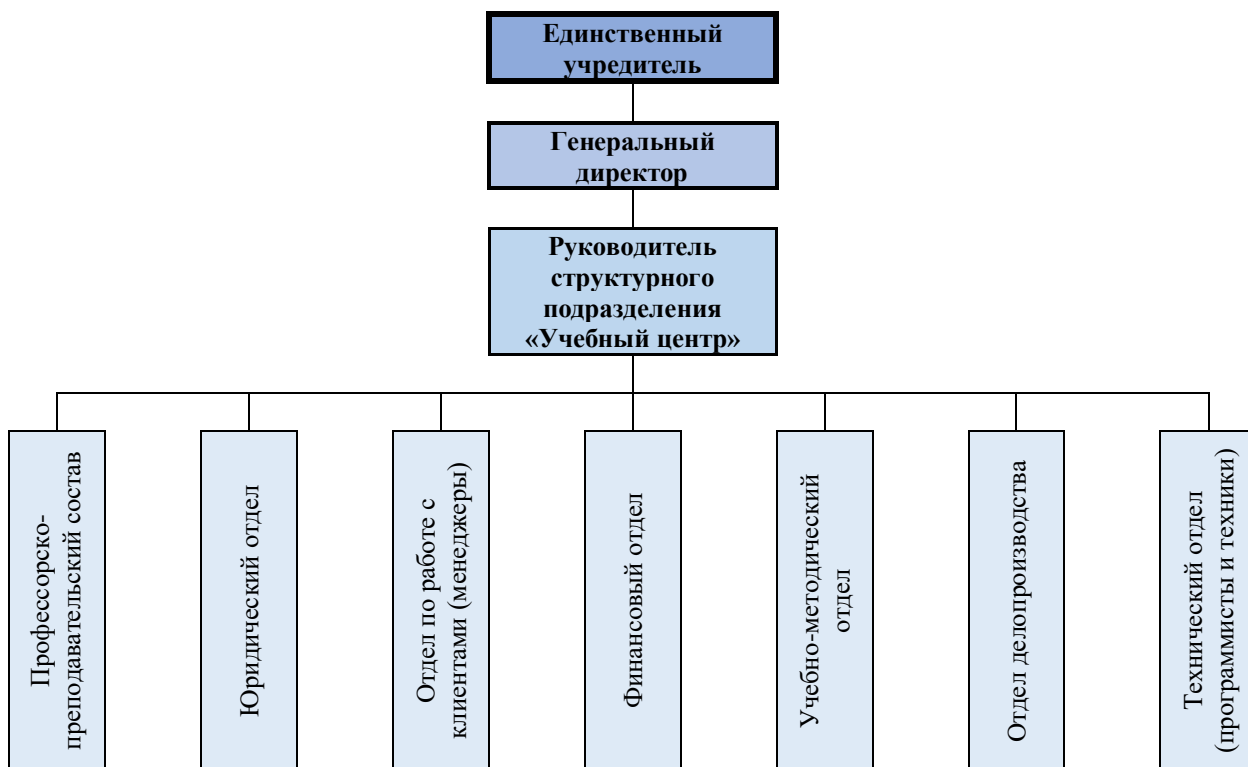 Единственный
учредитель
Генеральный
директор
Руководитель
структурного
подразделения
«Учебный центр»
Профессорско-
преподавательский состав
Юридический отдел
Отдел по работе с
клиентами (менеджеры)
Финансовый отдел
Учебно-методический
отдел
Отдел делопроизводства
Технический отдел
(программисты и техники)